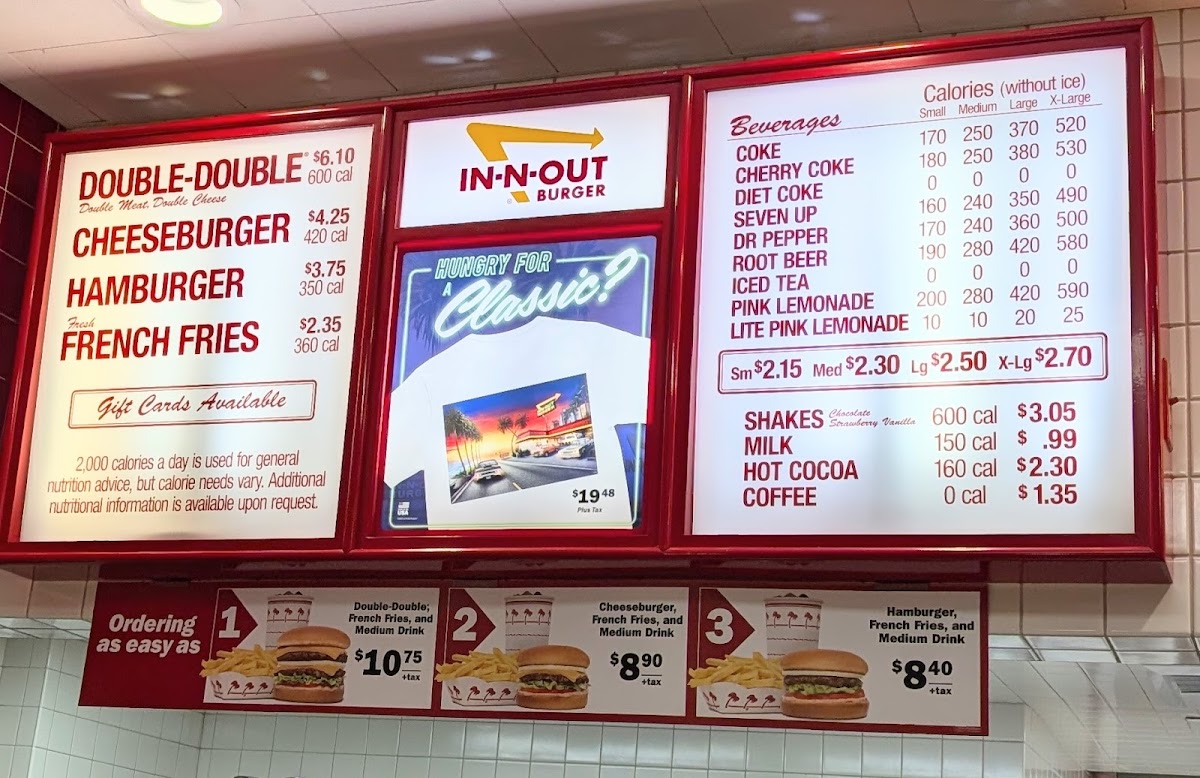 DOUBLE-DOUBLE® $6.10
Double Meat, Double Cheese 600 cal
CHEESEBURGER $4.25
420 cal
HAMBURGER $3.75
350 cal
Fresh
FRENCH FRIES $2.35
360 cal
Gift Cards Available
2,000 calories a day is used for general
nutrition advice, but calorie needs vary. Additional
nutritional information is available upon request.
IN-N-OUT
BURGER
HUNGRY FOR
A
Classic?
$19 48
Plus Tax
USA
Calories (without ice)
Beverages Small Medium Large X-Large
COKE 170 250 370 520
CHERRY COKE 180 250 380 530
DIET COKE 0 0 0 0
SEVEN UP 160 240 350 490
DR PEPPER 170 240 360 500
ROOT BEER 190 280 420 580
ICED TEA 0 0 0 0
PINK LEMONADE 200 280 420 590
LITE PINK LEMONADE 10 10 20 25
Sm $2.15 Med $2.30 Lg $2.50 X-Lg $2.70
SHAKES Chocolate Strawberry Vanilla 600 cal $3.05
MILK 150 cal $ .99
HOT COCOA 160 cal $2.30
COFFEE 0 cal $1.35
Ordering
as easy as
1
Double-Double,
French Fries, and
Medium Drink
$10 75
+tax
2
Cheeseburger,
French Fries, and
Medium Drink
$8 90
+tax
3
Hamburger,
French Fries, and
Medium Drink
$8 40
+tax